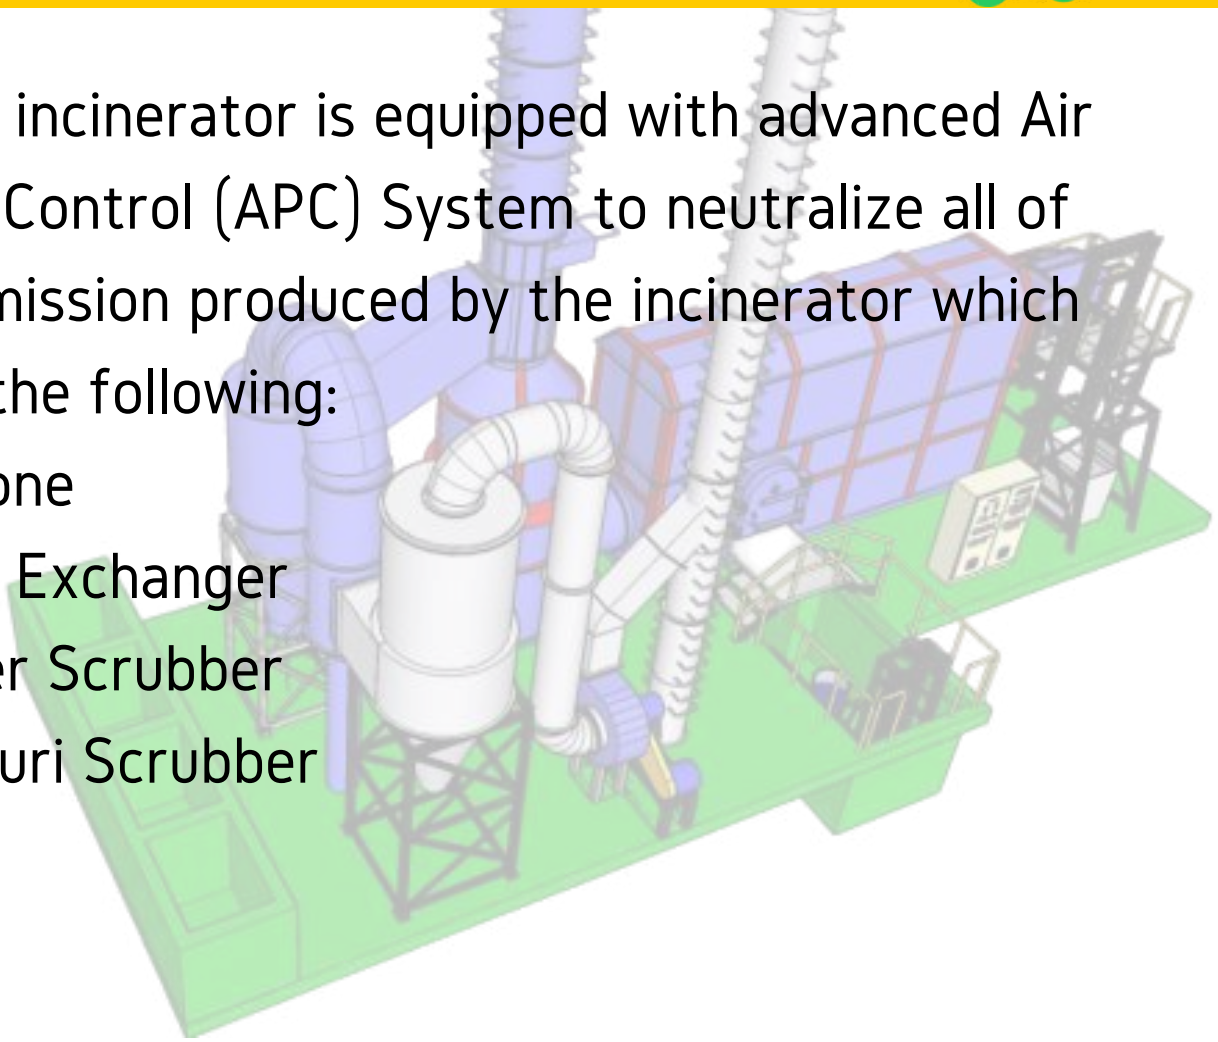 incinerator is equipped with advanced Air
Control (APC) System to neutralize all of
mission produced by the incinerator which
the following:
one
Exchanger
er Scrubber
uri Scrubber